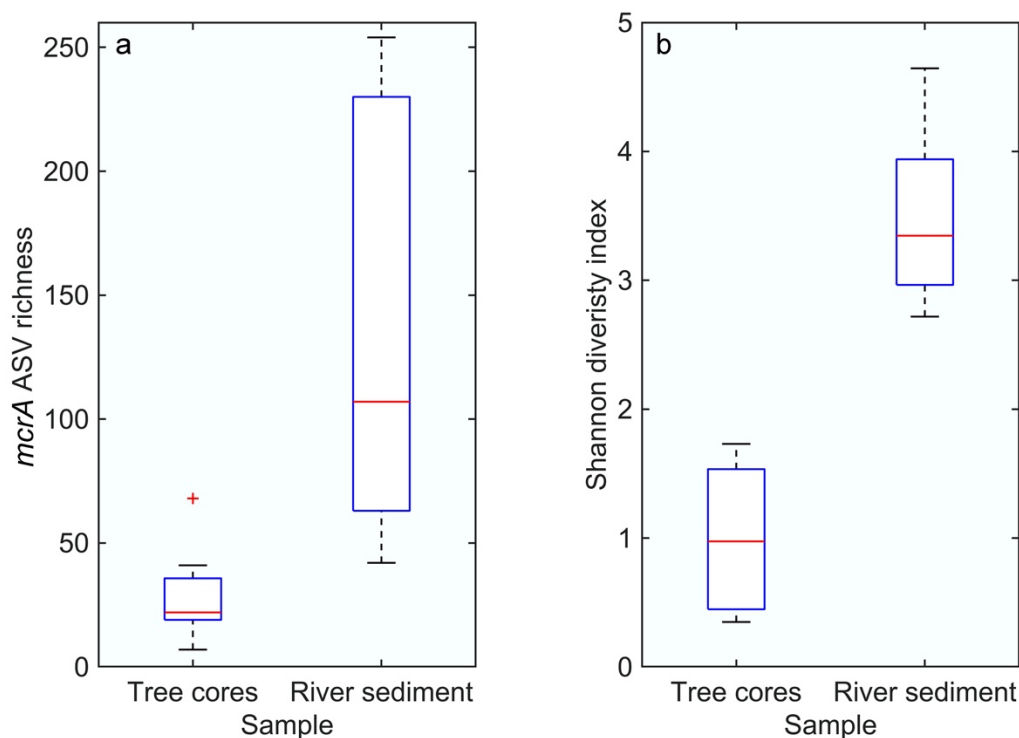 a
250
200
150
100
50
0
mcrA ASV richness
Tree cores River sediment
Sample
b
5
4
3
2
1
0
Shannon diveristy index
Tree cores River sediment
Sample